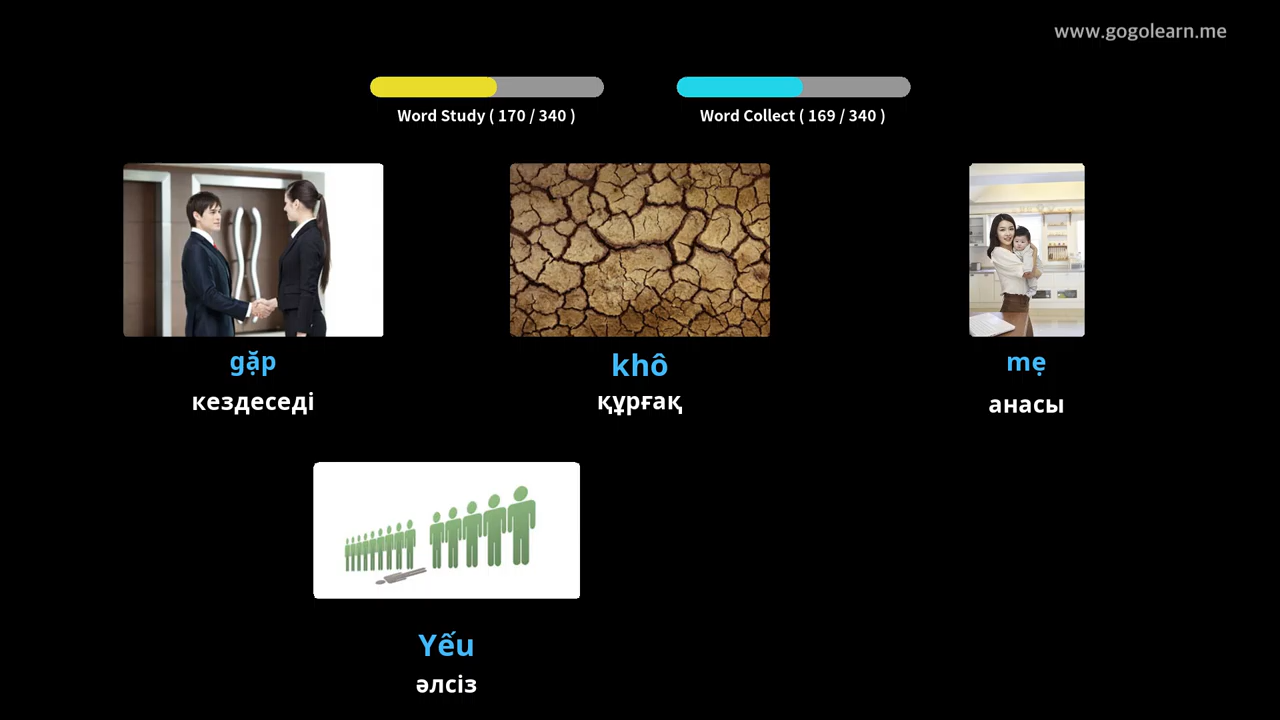 www.gogolearn.me
Word Study ( 170 / 340 )
Word Collect ( 169 / 340 )
gặp
кездеседі
khô
құрғақ
mẹ
анасы
Yếu
әлсіз